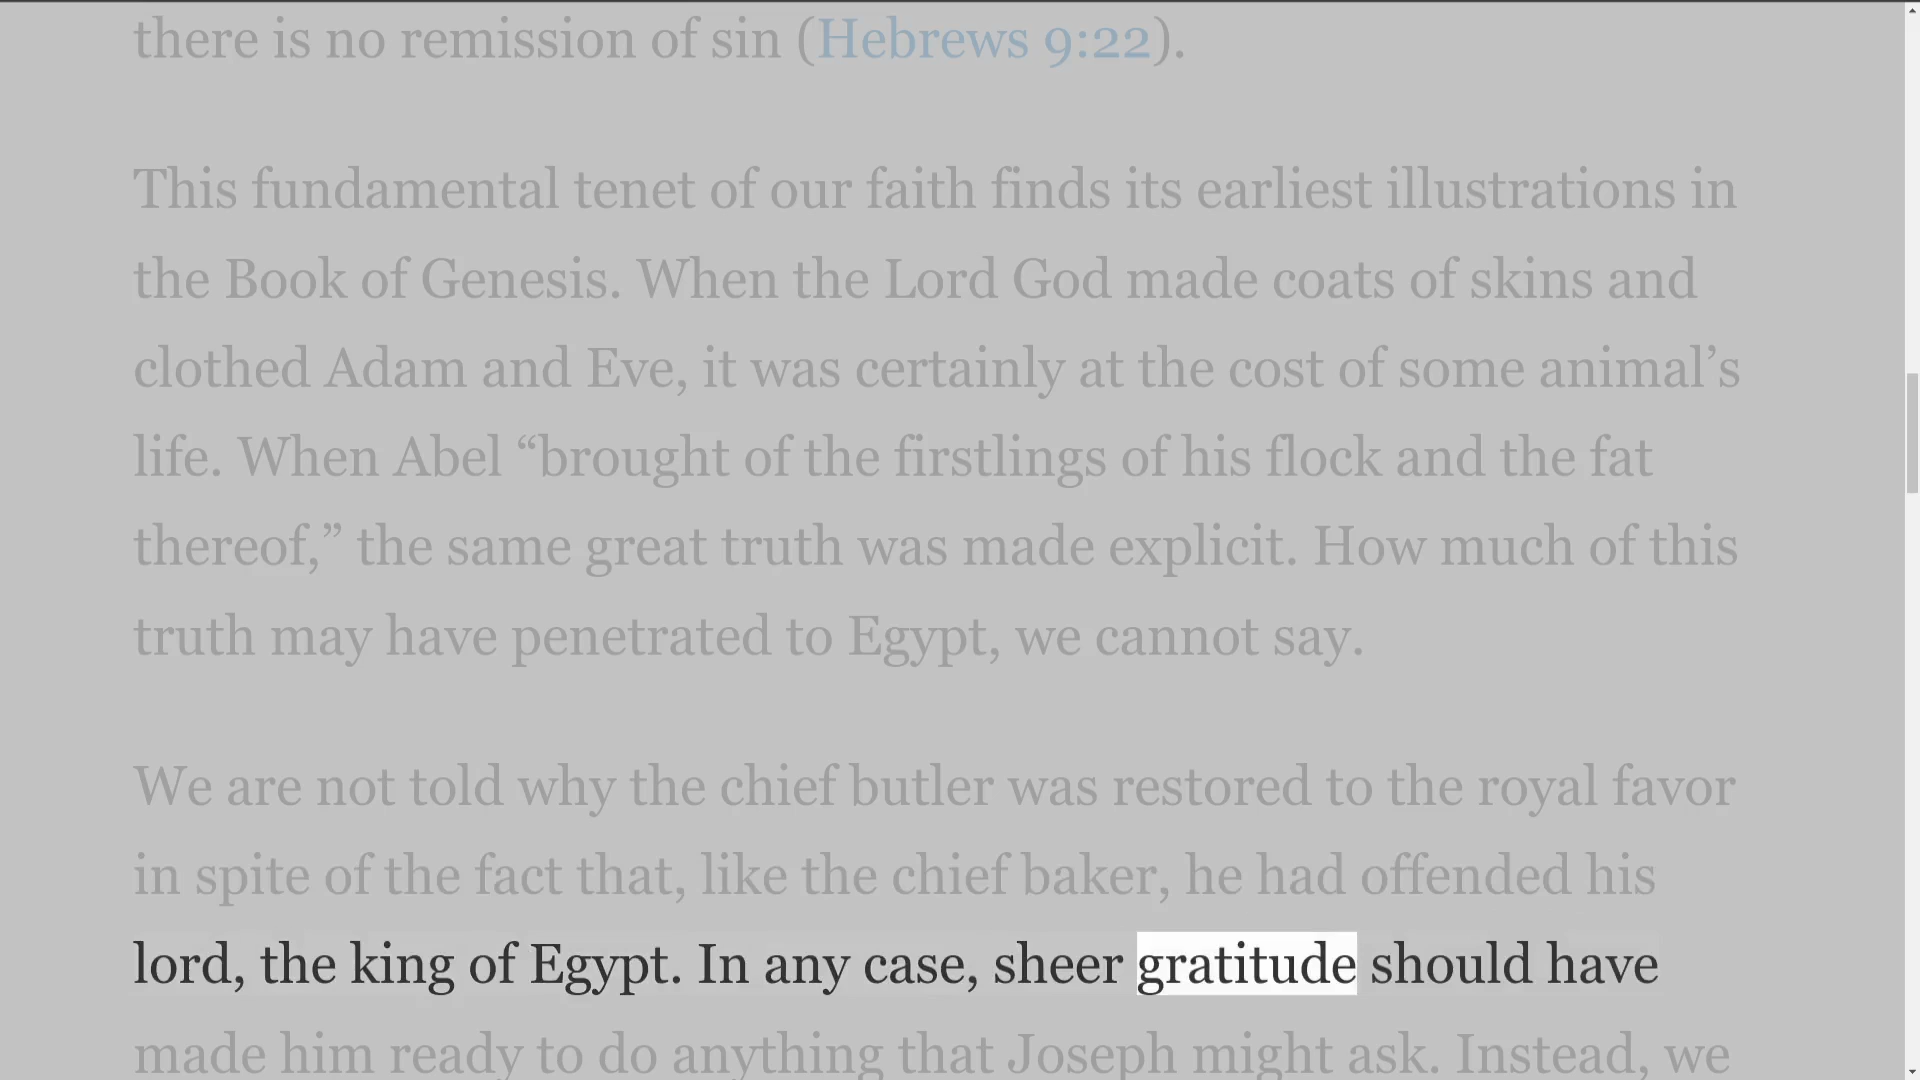 there is no remission of sin (Hebrews 9:22).
This fundamental tenet of our faith finds its earliest illustrations in
the Book of Genesis. When the Lord God made coats of skins and
clothed Adam and Eve, it was certainly at the cost of some animal’s
life. When Abel “brought of the firstlings of his flock and the fat
thereof,” the same great truth was made explicit. How much of this
truth may have penetrated to Egypt, we cannot say.
We are not told why the chief butler was restored to the royal favor
in spite of the fact that, like the chief baker, he had offended his
lord, the king of Egypt. In any case, sheer gratitude should have
made him ready to do anything that Joseph might ask. Instead, we